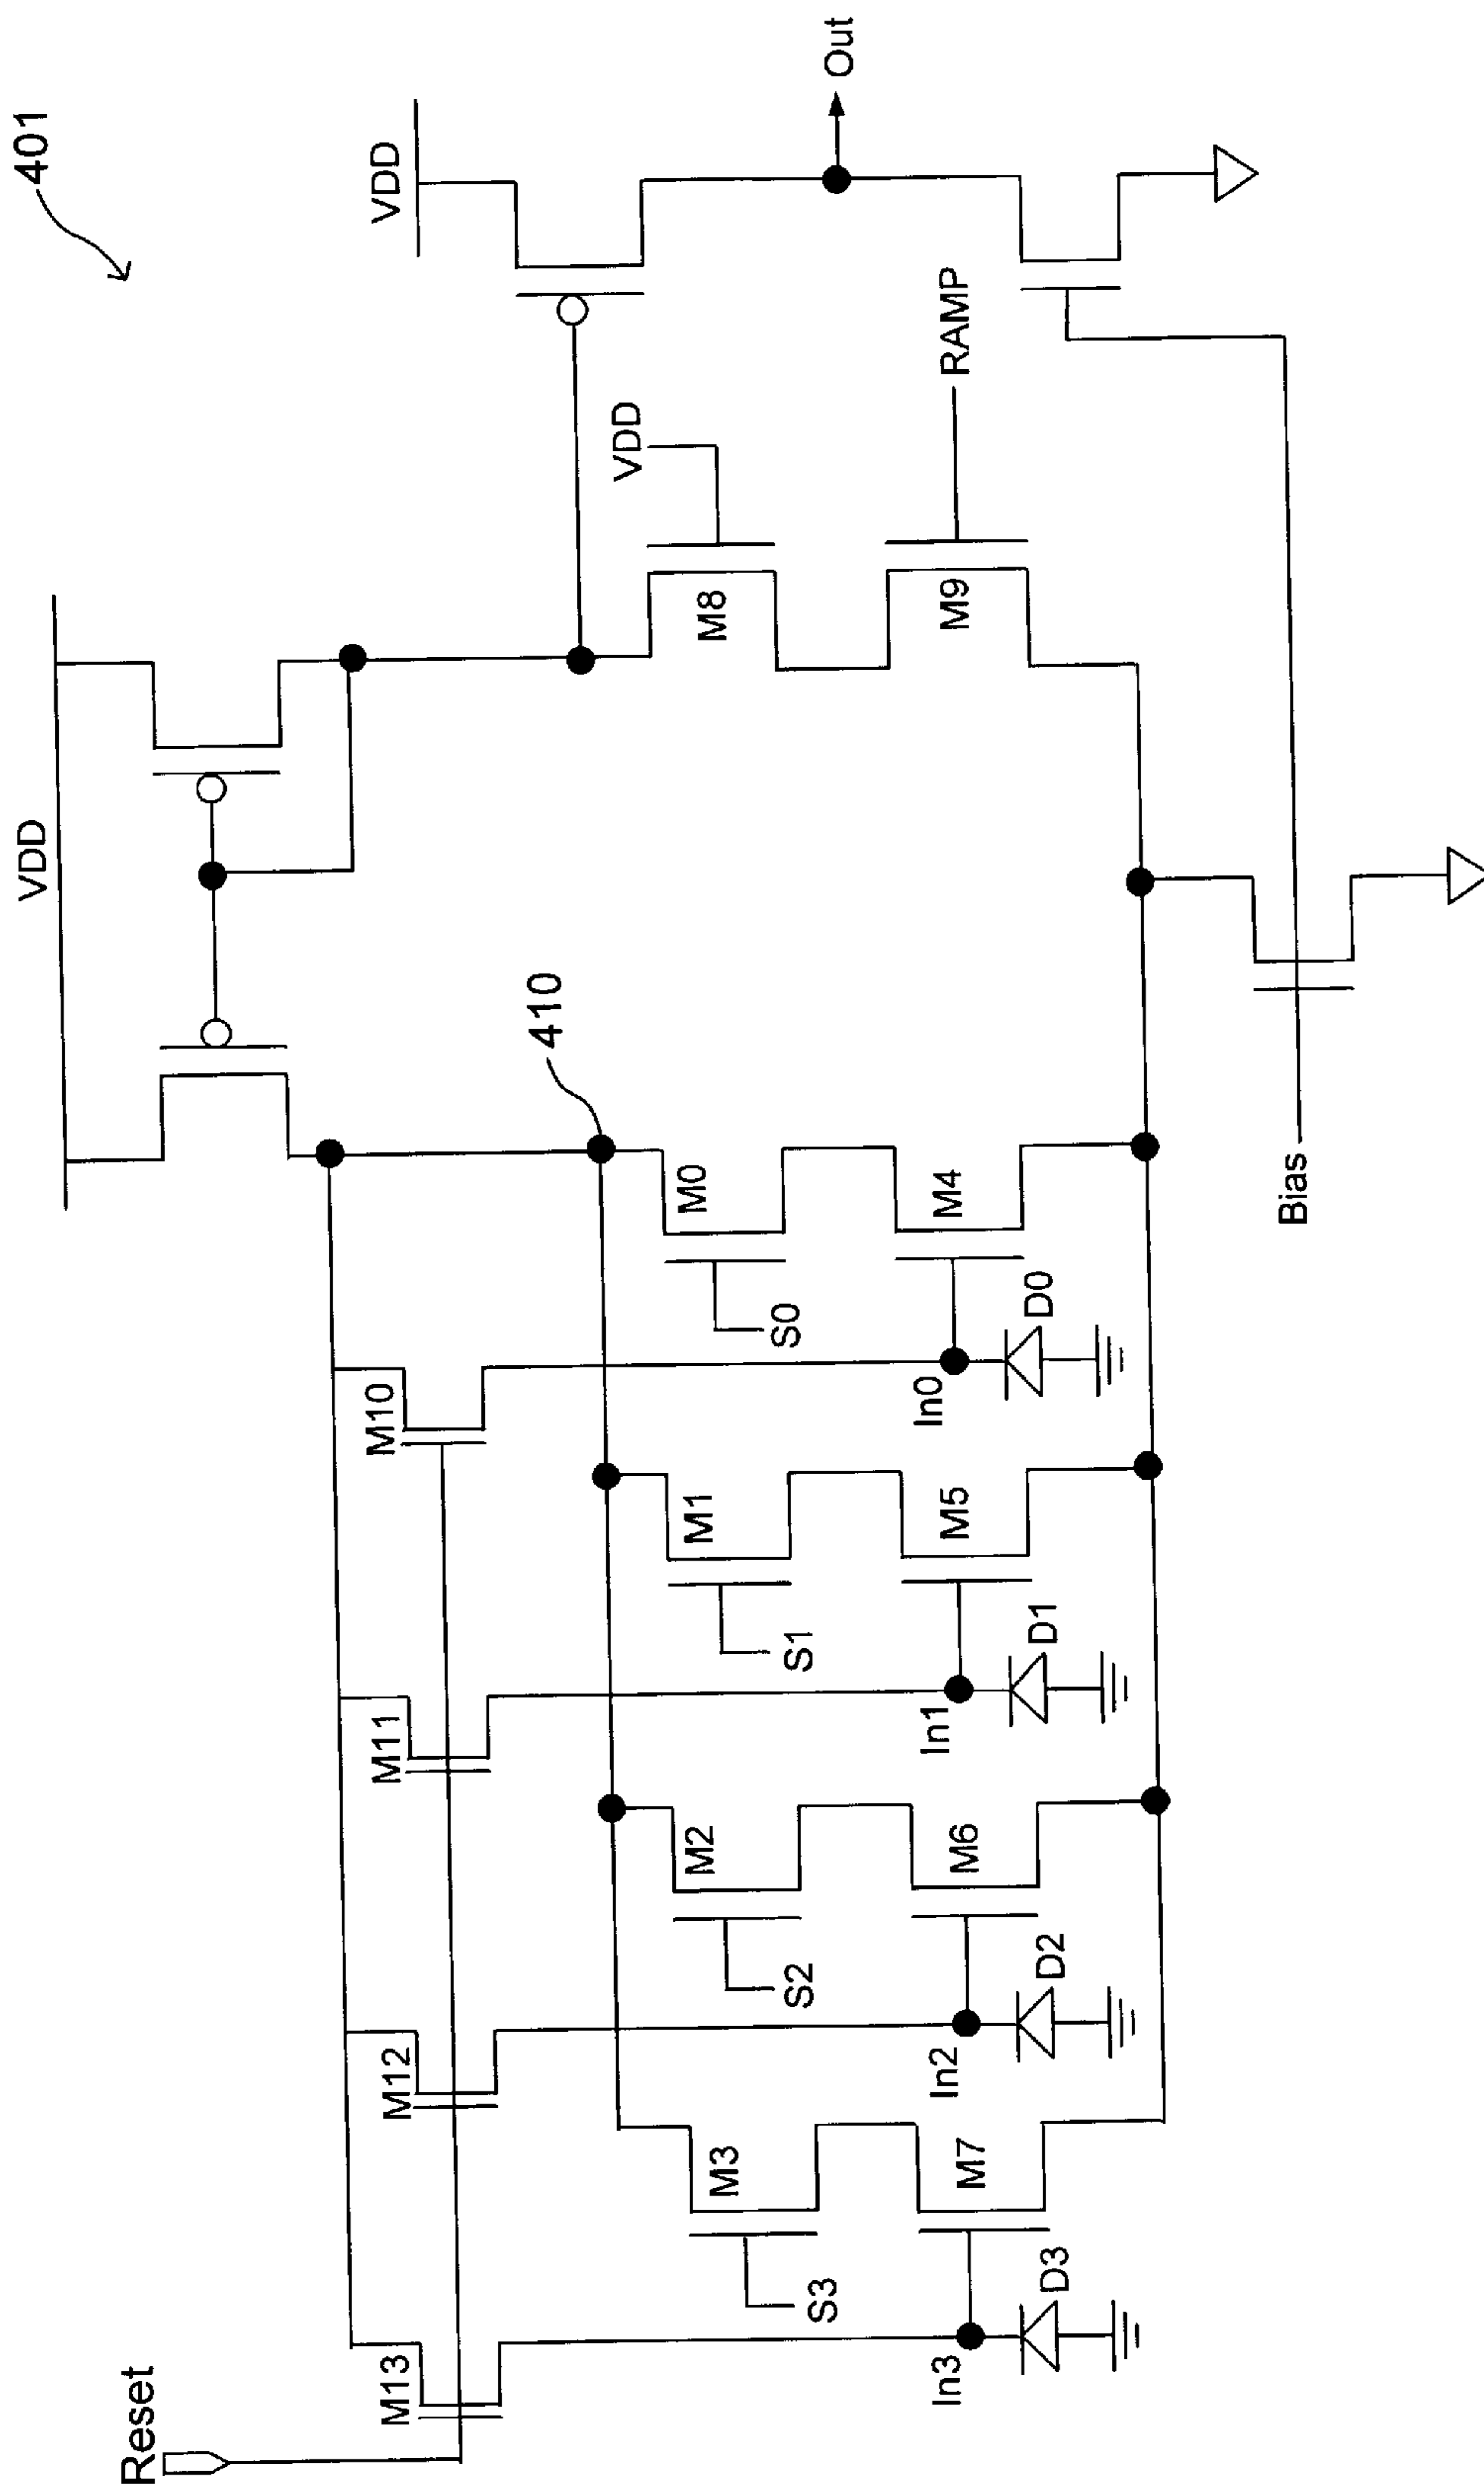 401
VDD
VDD
Out
Reset
M13
M12
M11
M10
410
VDD
RAMP
M3
M2
M1
M0
M8
S3
S2
S1
S0
M7
M6
M5
M4
M9
In3
In2
In1
In0
D3
D2
D1
D0
Bias